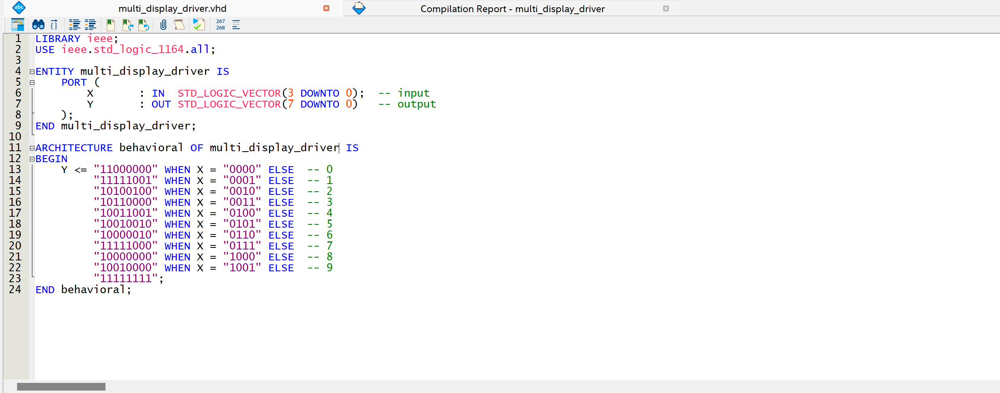 abc multi_display_driver.vhd Compilation Report - multi_display_driver
267
268
1 LIBRARY ieee;
2 USE ieee.std_logic_1164.all;
3
4 ENTITY multi_display_driver IS
5 PORT (
6 X : IN STD_LOGIC_VECTOR(3 DOWNTO 0); -- input
7 Y : OUT STD_LOGIC_VECTOR(7 DOWNTO 0) -- output
8 );
9 END multi_display_driver;
10
11 ARCHITECTURE behavioral OF multi_display_driver IS
12 BEGIN
13 Y <= "11000000" WHEN X = "0000" ELSE -- 0
14 "11111001" WHEN X = "0001" ELSE -- 1
15 "10100100" WHEN X = "0010" ELSE -- 2
16 "10110000" WHEN X = "0011" ELSE -- 3
17 "10011001" WHEN X = "0100" ELSE -- 4
18 "10010010" WHEN X = "0101" ELSE -- 5
19 "10000010" WHEN X = "0110" ELSE -- 6
20 "11111000" WHEN X = "0111" ELSE -- 7
21 "10000000" WHEN X = "1000" ELSE -- 8
22 "10010000" WHEN X = "1001" ELSE -- 9
23 "11111111";
24 END behavioral;